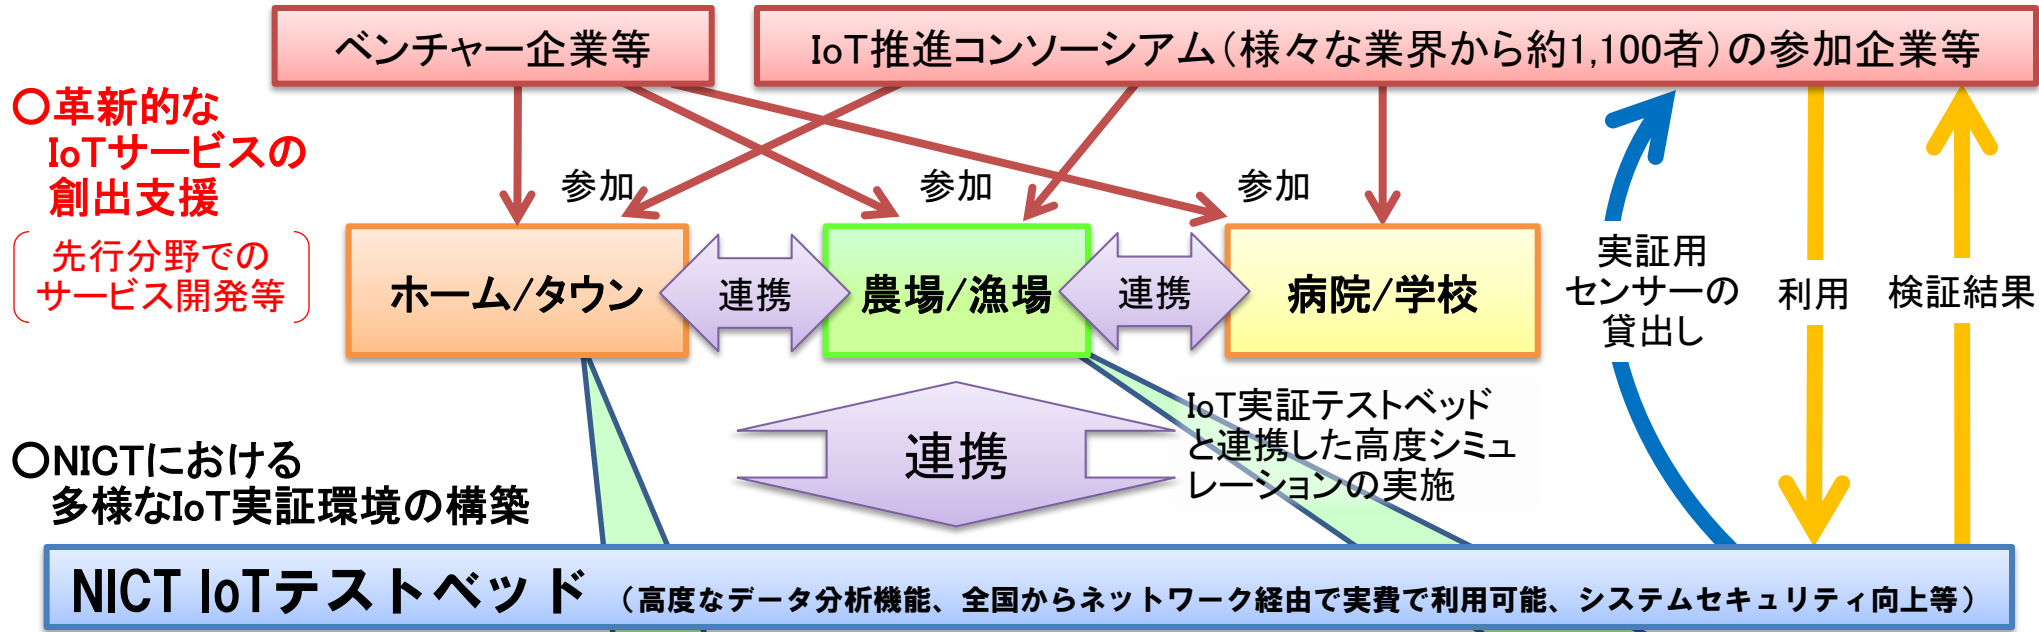 ベンチャー企業等
IoT推進コンソーシアム（様々な業界から約1,100者）の参加企業等
〇革新的な
IoTサービスの
創出支援
先行分野での
サービス開発等
参加
参加
参加
ホーム/タウン
連携
農場/漁場
連携
病院/学校
実証用
センサーの
貸出し
利用
検証結果
連携
IoT実証テストベッド
と連携した高度シミュ
レーションの実施
〇NICTにおける
多様なIoT実証環境の構築
NICT IoTテストベッド （高度なデータ分析機能、全国からネットワーク経由で実費で利用可能、システムセキュリティ向上等）